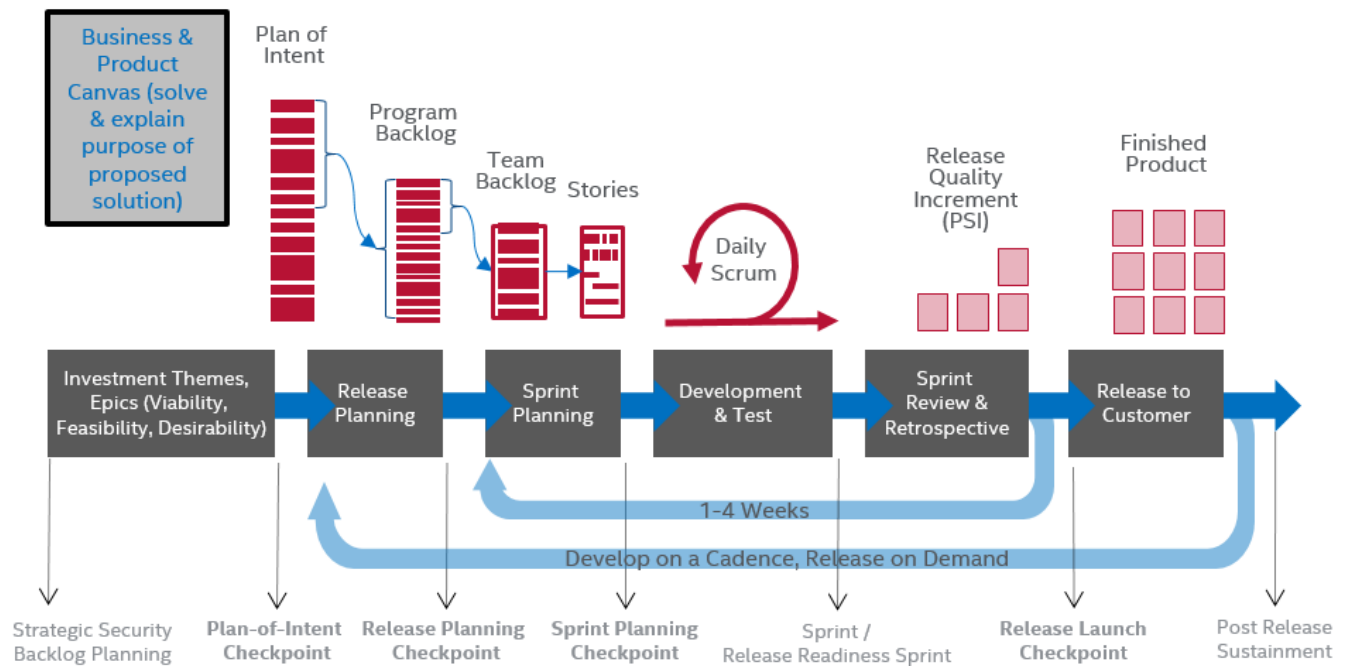 Business &
Product
Canvas (solve
& explain
purpose of
proposed
solution)
Plan of
Intent
Program
Backlog
Team
Backlog
Stories
Daily
Scrum
Release
Quality
Increment
(PSI)
Finished
Product
Investment Themes,
Epics (Viability,
Feasibility, Desirability)
Release
Planning
Sprint
Planning
Development
& Test
Sprint
Review &
Retrospective
Release to
Customer
1-4 Weeks
Develop on a Cadence, Release on Demand
Strategic Security
Backlog Planning
Plan-of-Intent
Checkpoint
Release Planning
Checkpoint
Sprint Planning
Checkpoint
Sprint /
Release Readiness Sprint
Release Launch
Checkpoint
Post Release
Sustainment